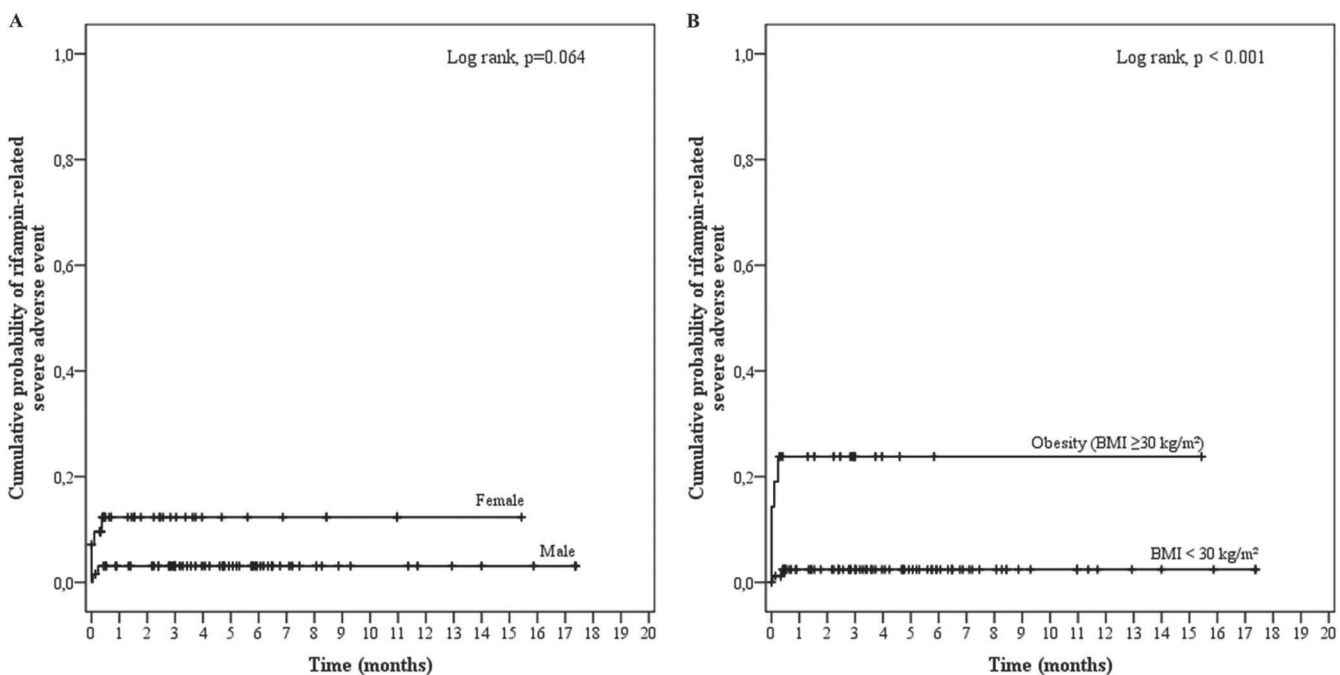 A
Log rank, p=0.064
Cumulative probability of rifampin-related
severe adverse event
1,0
0,8
0,6
0,4
0,2
0,0
Female
Male
0 1 2 3 4 5 6 7 8 9 10 11 12 13 14 15 16 17 18 19 20
Time (months)
B
Log rank, p < 0.001
Cumulative probability of rifampin-related
severe adverse event
1,0
0,8
0,6
0,4
0,2
0,0
Obesity (BMI ≥30 kg/m²)
BMI < 30 kg/m²
0 1 2 3 4 5 6 7 8 9 10 11 12 13 14 15 16 17 18 19 20
Time (months)